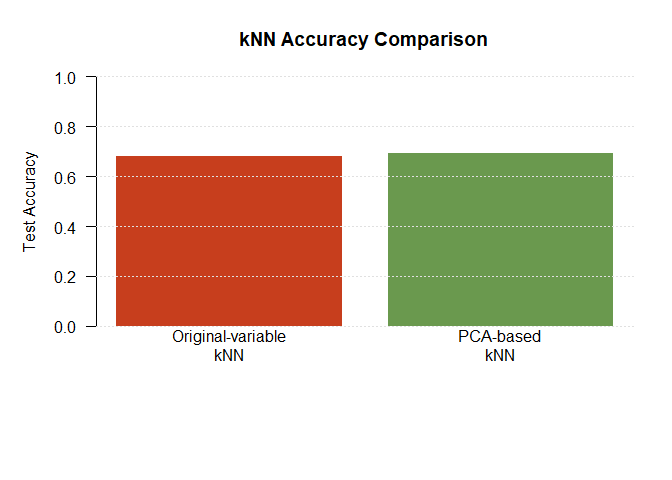 kNN Accuracy Comparison
1.0
0.8
0.6
0.4
0.2
0.0
Test Accuracy
Original-variable
kNN
PCA-based
kNN